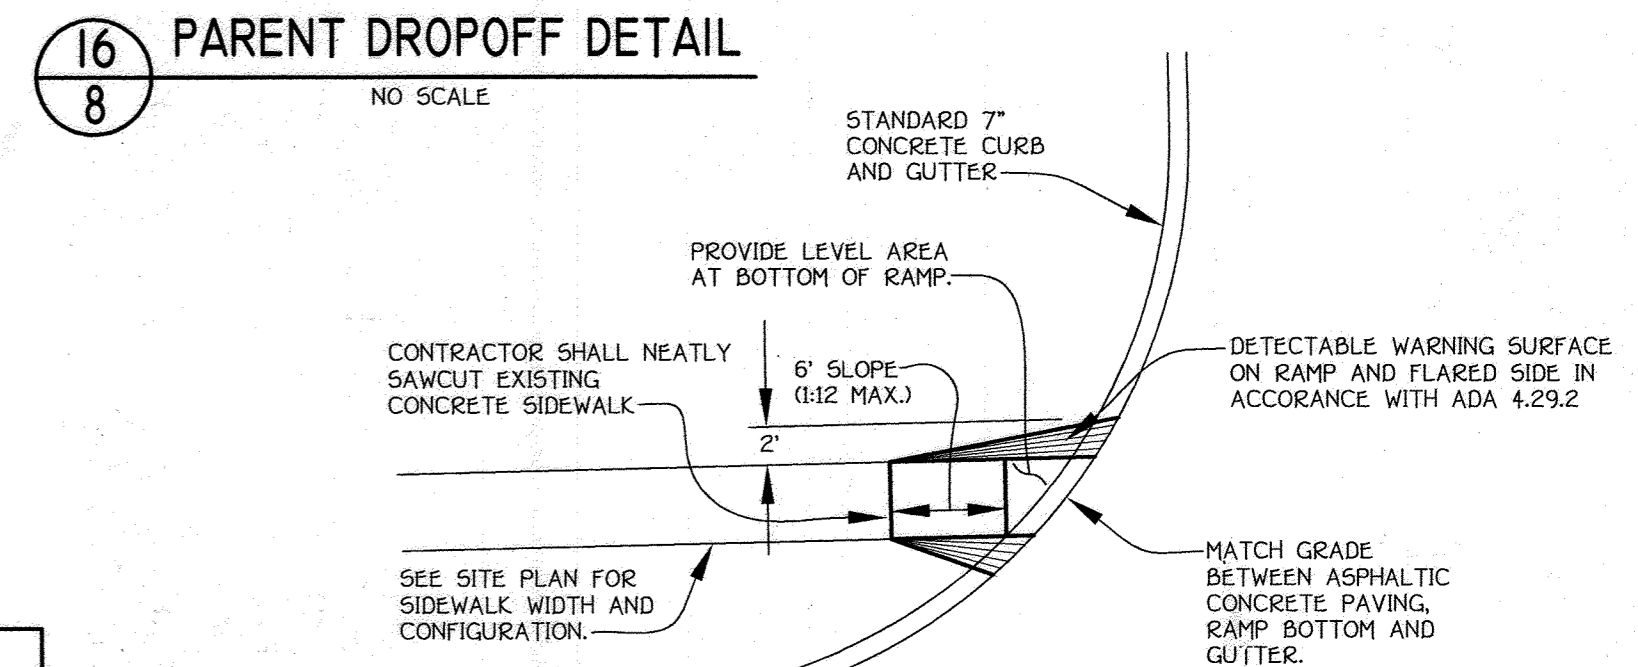 16
8
PARENT DROPOFF DETAIL
NO SCALE
STANDARD 7"
CONCRETE CURB
AND GUTTER
PROVIDE LEVEL AREA
AT BOTTOM OF RAMP.
CONTRACTOR SHALL NEATLY
SAWCUT EXISTING
CONCRETE SIDEWALK
6' SLOPE
(1:12 MAX.)
2'
DETECTABLE WARNING SURFACE
ON RAMP AND FLARED SIDE IN
ACCORANCE WITH ADA 4.29.2
SEE SITE PLAN FOR
SIDEWALK WIDTH AND
CONFIGURATION.
MATCH GRADE
BETWEEN ASPHALTIC
CONCRETE PAVING,
RAMP BOTTOM AND
GUTTER.